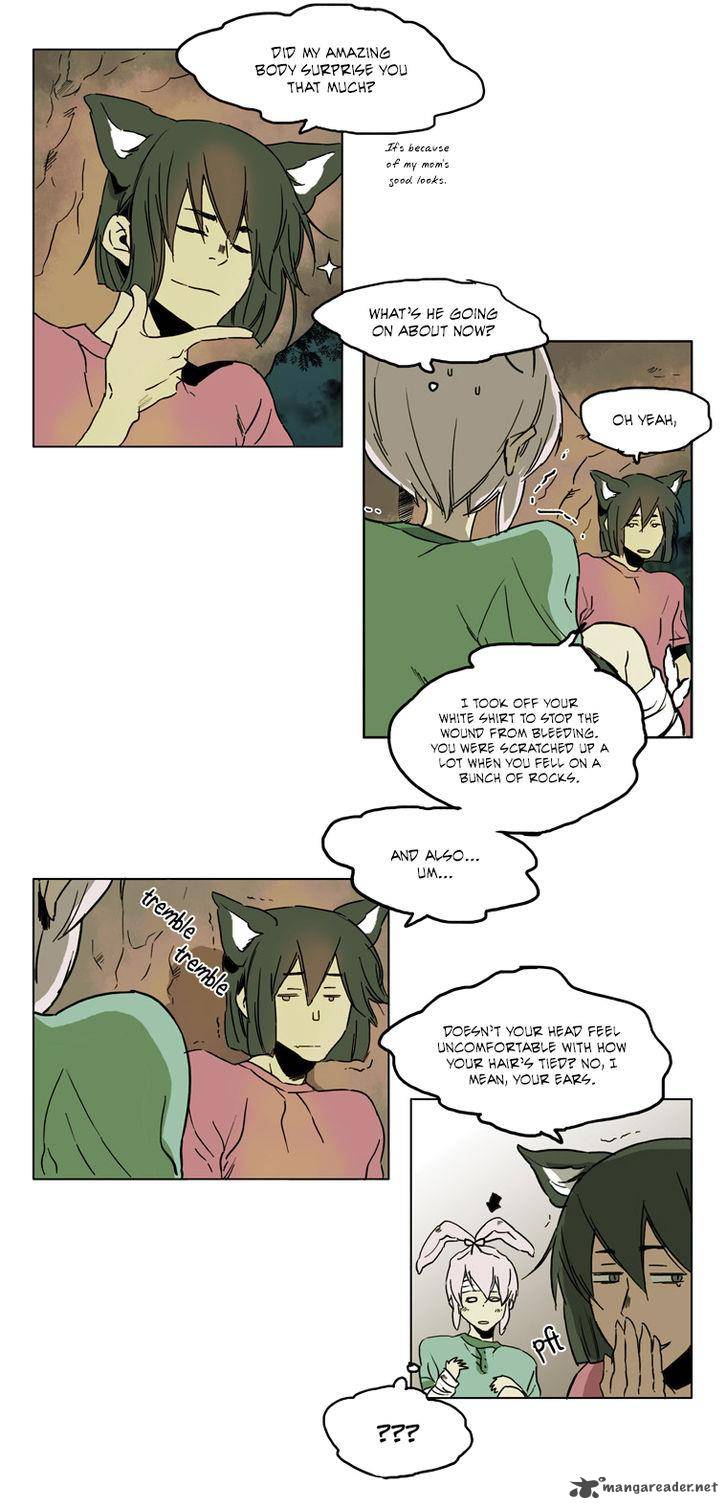 DID MY AMAZING
BODY SURPRISE YOU
THAT MUCH?
It's because
of my mom's
good looks.
WHAT'S HE GOING
ON ABOUT NOW?
OH YEAH,
I TOOK OFF YOUR
WHITE SHIRT TO STOP THE
WOUND FROM BLEEDING.
YOU WERE SCRATCHED UP A
LOT WHEN YOU FELL ON A
BUNCH OF ROCKS.
AND ALSO...
UM...
tremble
tremble
DOESN'T YOUR HEAD FEEL
UNCOMFORTABLE WITH HOW
YOUR HAIR'S TIED? NO, I
MEAN, YOUR EARS.
pft
???
mangareader.net